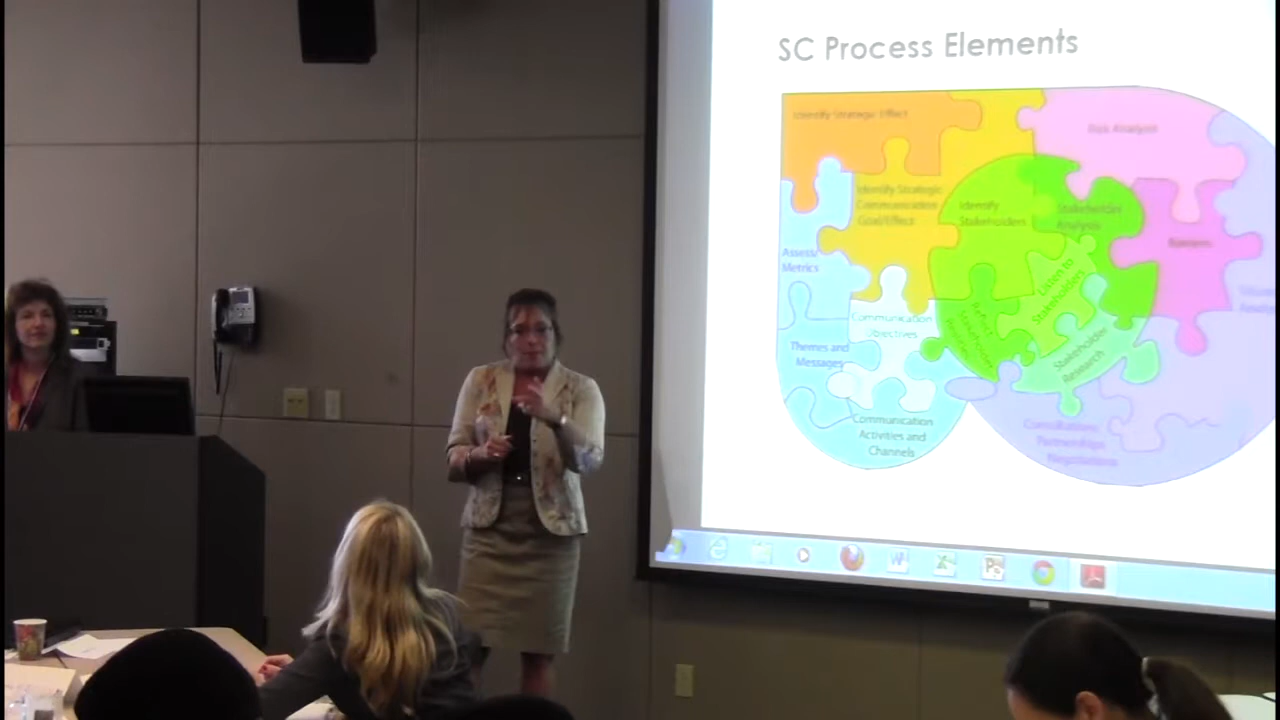 SC Process Elements
Identify Strategic Effect
Risk Analysis
Identify Strategic
Communication
Goal/Effect
Identify
Stakeholders
Stakeholder
Analysis
Barriers
Assess/
Metrics
Listen to
Stakeholders
Communication
Objectives
Stakeholder
Research
Themes and
Messages
Communication
Activities and
Channels
Consultations
Partnerships
Negotiations